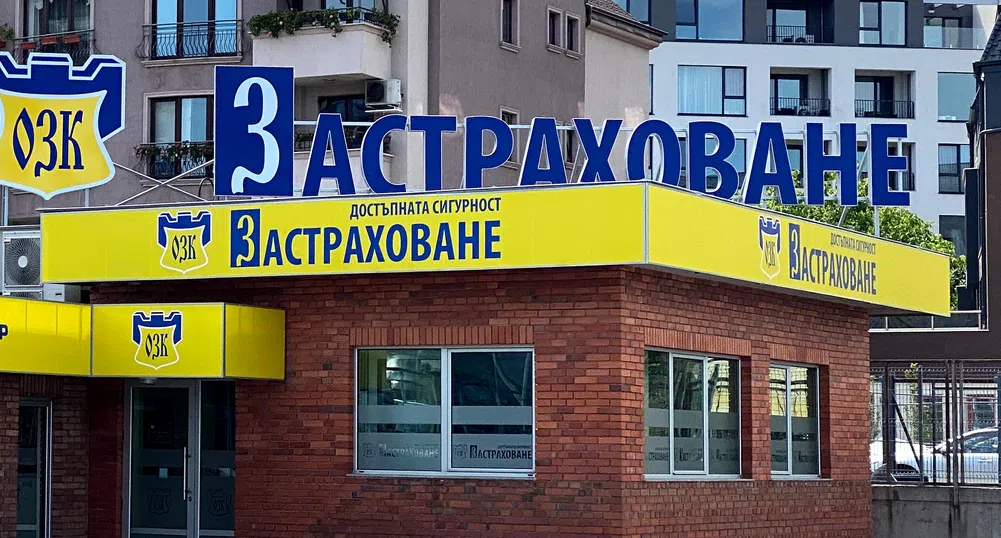 ОЗК
ЗАСТРАХОВАНЕ
ДОСТЪПНАТА СИГУРНОСТ
ОЗК ЗАСТРАХОВАНЕ
ДОСТЪПНАТА СИГУРНОСТ
ОЗК ЗАСТРАХОВАНЕ
Р
ОЗК
ЗАСТРАХОВАНЕ
ЗАСТРАХОВАНЕ